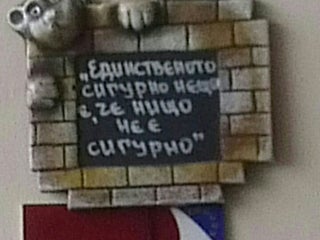 „ЕДИНСТВЕНОТО
СИГУРНО НЕЩО
Е, ЧЕ НИЩО
НЕ Е
СИГУРНО"